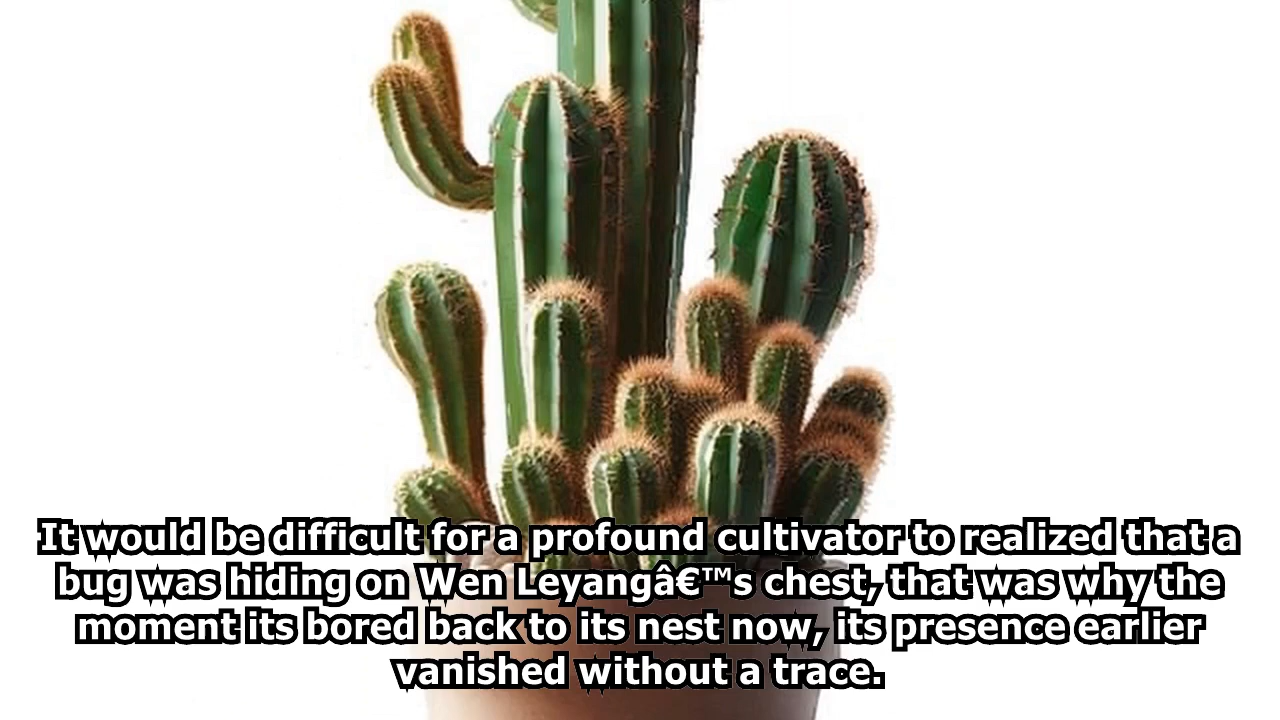 It would be difficult for a profound cultivator to realized that a
bug was hiding on Wen Leyangâ€™s chest, that was why the
moment its bored back to its nest now, its presence earlier
vanished without a trace.